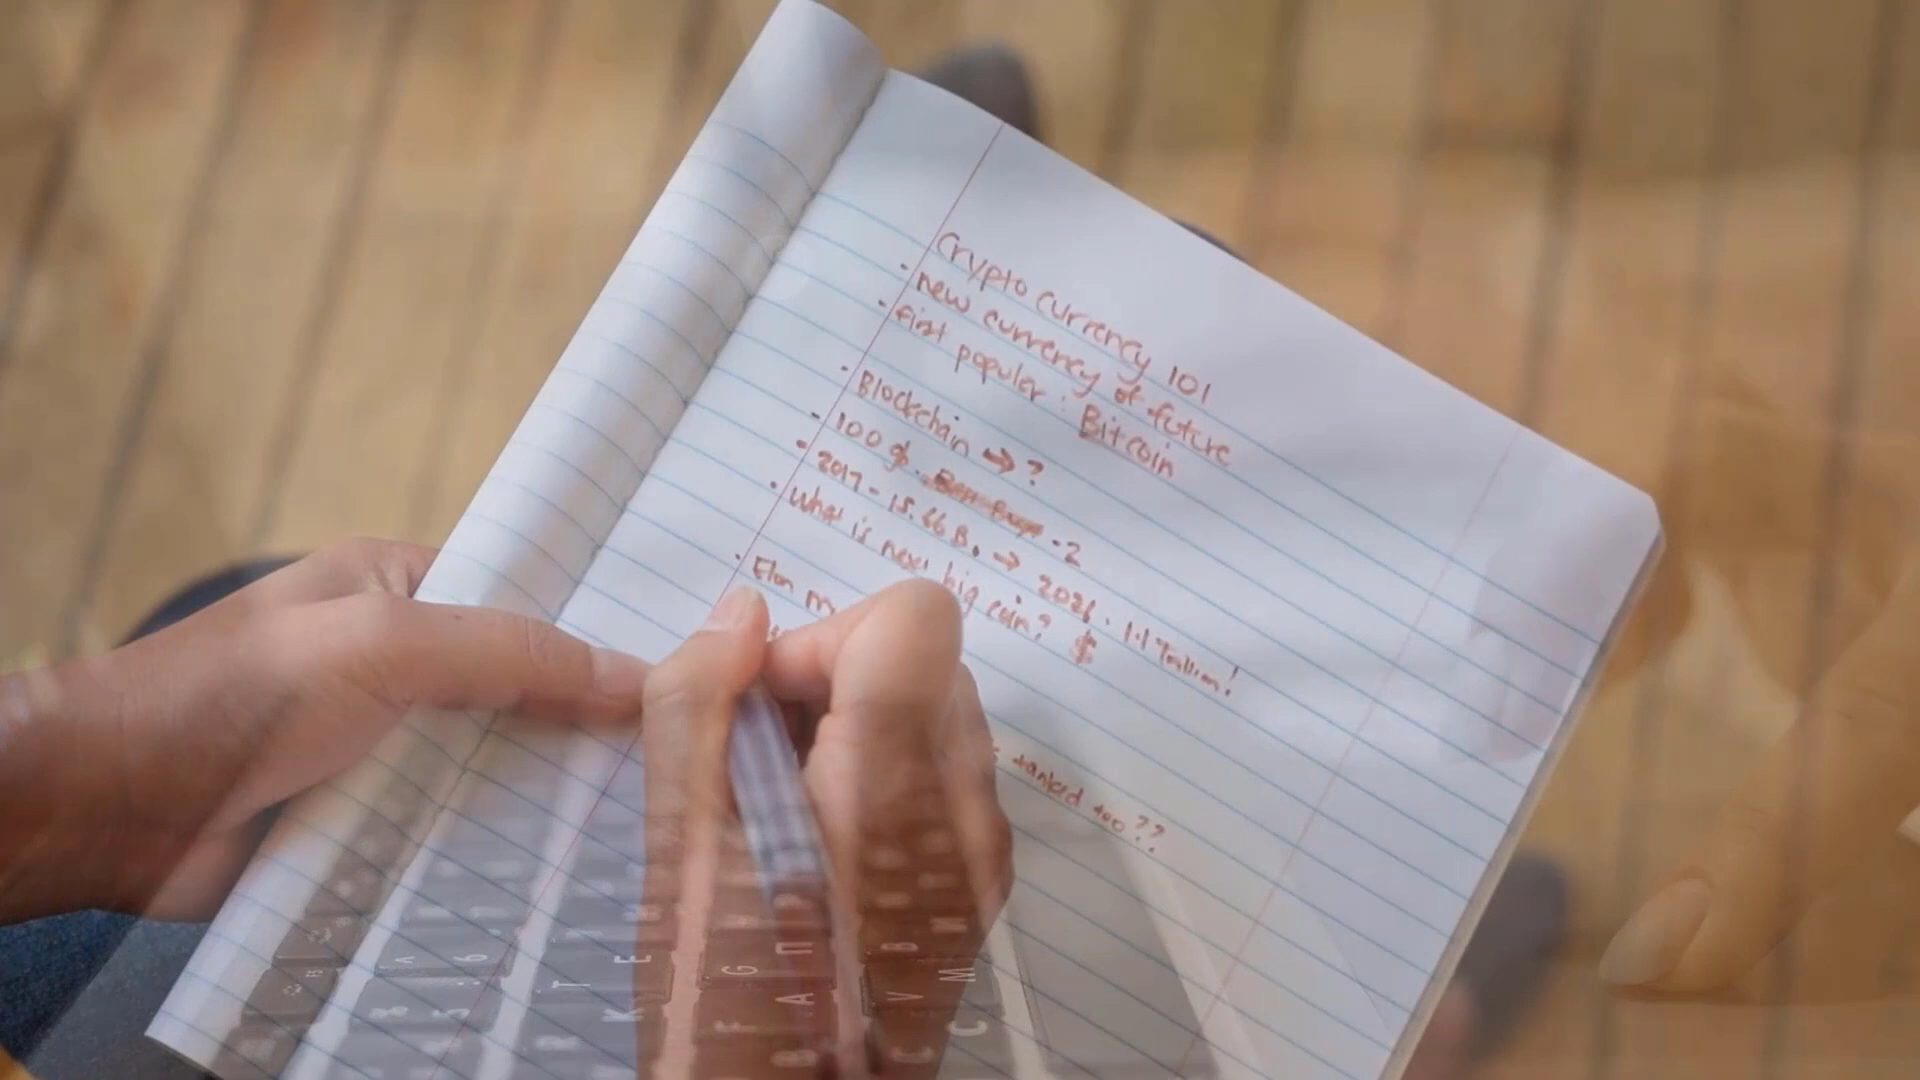 Crypto currency 101
· new currency of future
· first popular : Bitcoin
· Blockchain → ?
- 100 $. · 2
· 2017 - 15.66 B. → 2021. 1.1 Trillion!
· What is next big coin? $
· Elon
tanked too ??